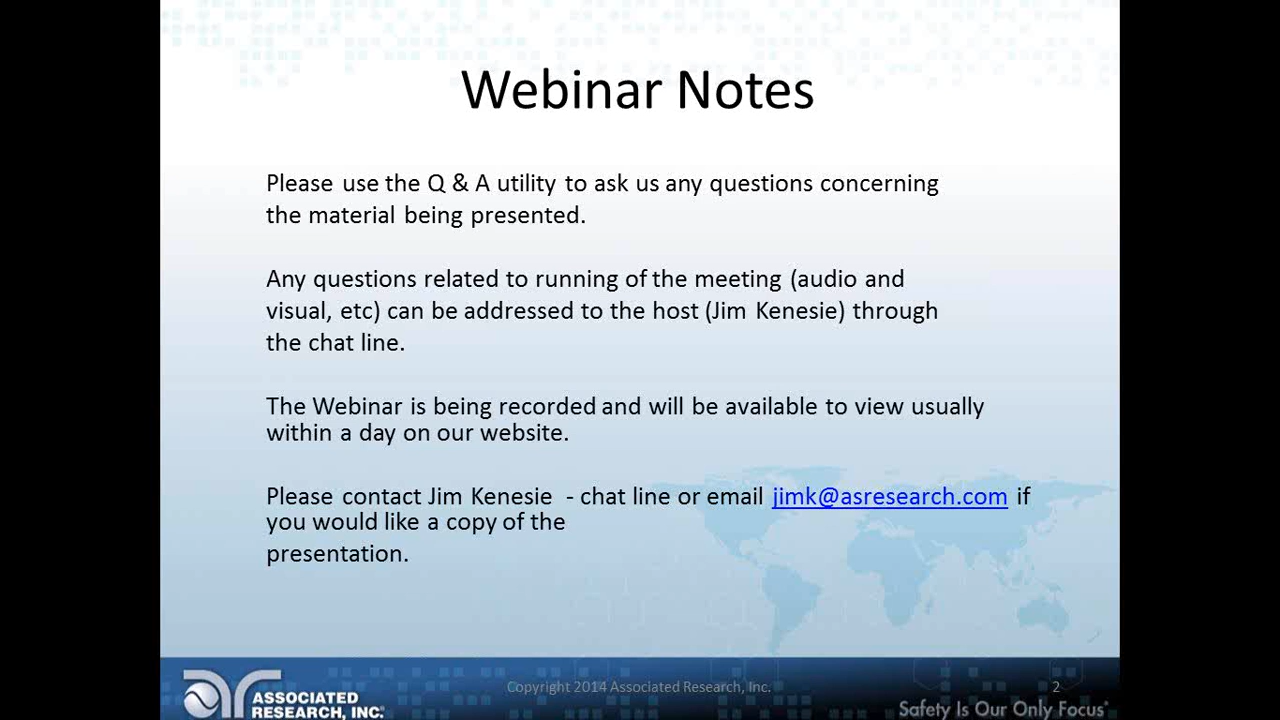 Webinar Notes
Please use the Q & A utility to ask us any questions concerning
the material being presented.
Any questions related to running of the meeting (audio and
visual, etc) can be addressed to the host (Jim Kenesie) through
the chat line.
The Webinar is being recorded and will be available to view usually
within a day on our website.
Please contact Jim Kenesie - chat line or email jimk@asresearch.com if
you would like a copy of the
presentation.
ASSOCIATED
RESEARCH, INC.
Copyright 2014 Associated Research, Inc.
2
Safety Is Our Only Focus®